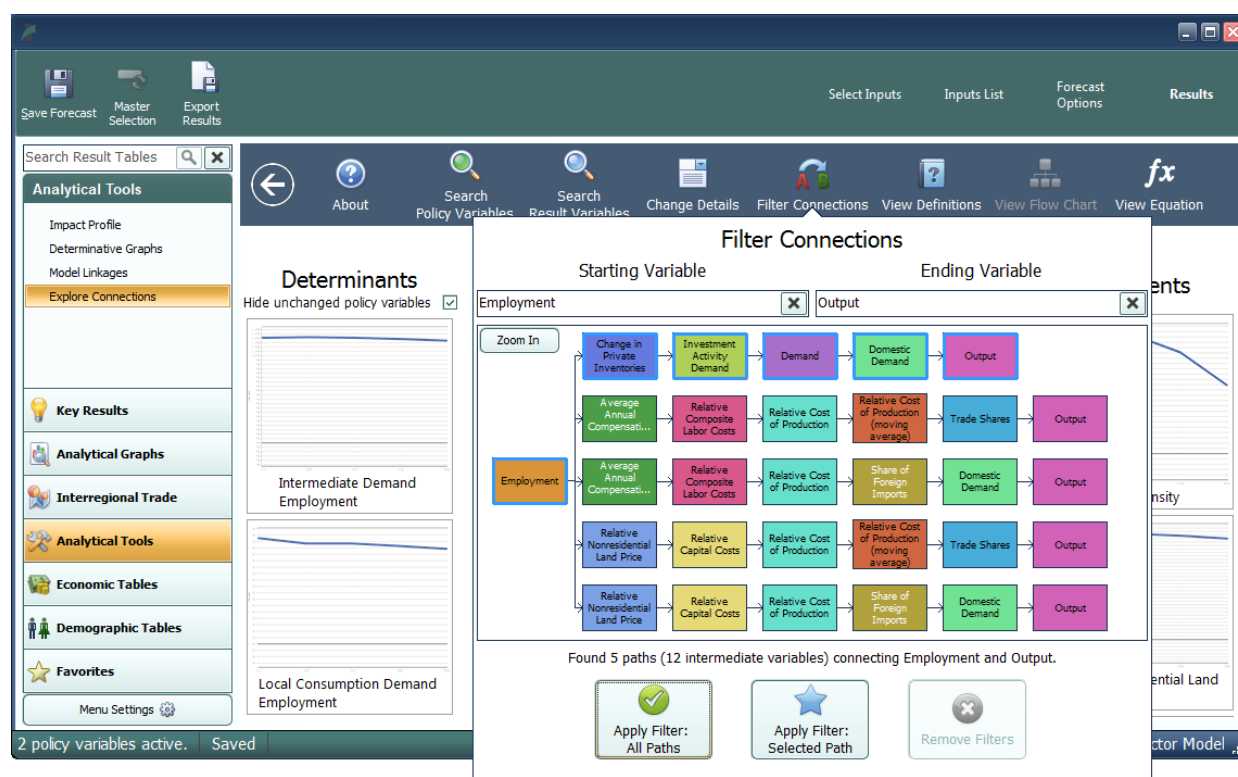 Save Forecast
Master
Selection
Export
Results
Select Inputs
Inputs List
Forecast
Options
Results
Search Result Tables
Analytical Tools
Impact Profile
Determinative Graphs
Model Linkages
Explore Connections
Key Results
Analytical Graphs
Interregional Trade
Analytical Tools
Economic Tables
Demographic Tables
Favorites
Menu Settings
2 policy variables active. Saved
About
Search
Policy Variables
Search
Result Variables
Change Details
A B
Filter Connections
View Definitions
View Flow Chart
fx
View Equation
Determinants
Hide unchanged policy variables
Intermediate Demand
Employment
Local Consumption Demand
Employment
Filter Connections
Starting Variable
Ending Variable
Employment
Output
Zoom In
Employment
Change in
Private
Inventories
Investment
Activity
Demand
Demand
Domestic
Demand
Output
Average
Annual
Compensati...
Relative
Composite
Labor Costs
Relative Cost
of Production
Relative Cost
of Production
(moving
average)
Trade Shares
Output
Average
Annual
Compensati...
Relative
Composite
Labor Costs
Relative Cost
of Production
Share of
Foreign
Imports
Domestic
Demand
Output
Relative
Nonresidential
Land Price
Relative
Capital Costs
Relative Cost
of Production
Relative Cost
of Production
(moving
average)
Trade Shares
Output
Relative
Nonresidential
Land Price
Relative
Capital Costs
Relative Cost
of Production
Share of
Foreign
Imports
Domestic
Demand
Output
Found 5 paths (12 intermediate variables) connecting Employment and Output.
Apply Filter:
All Paths
Apply Filter:
Selected Path
Remove Filters
ents
nsity
ential Land
ctor Model